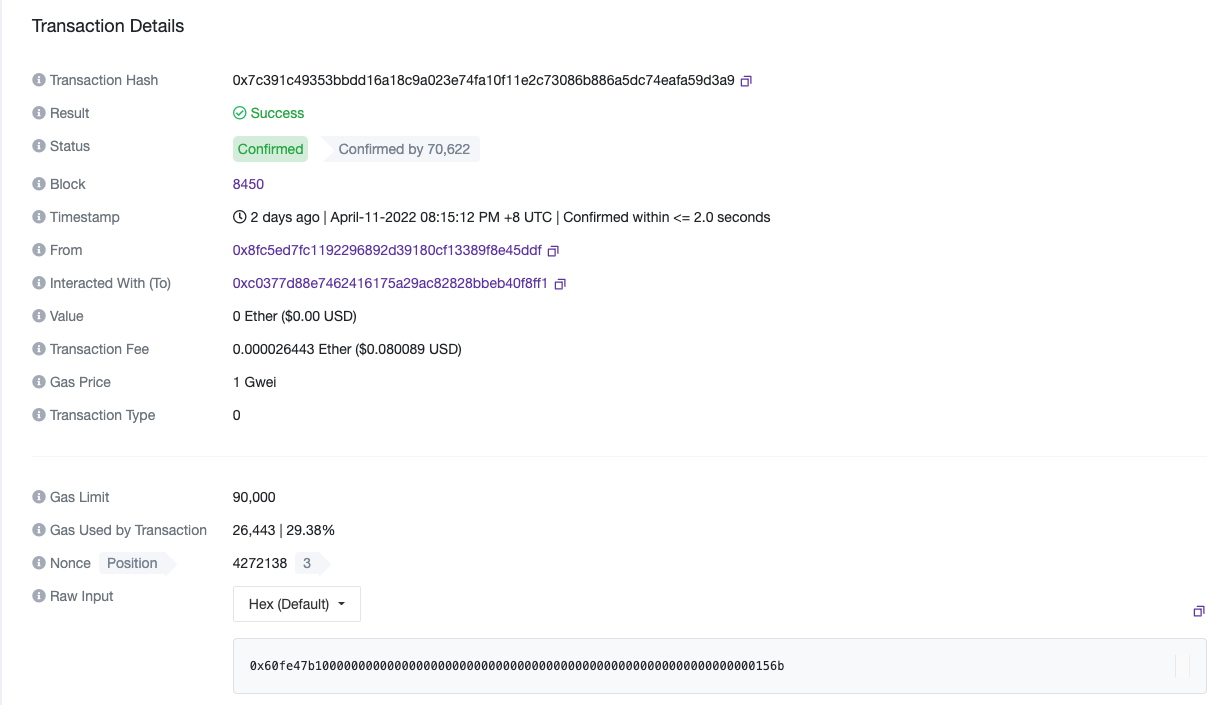 Transaction Details
Transaction Hash 0x7c391c49353bbdd16a18c9a023e74fa10f11e2c73086b886a5dc74eafa59d3a9
Result Success
Status Confirmed Confirmed by 70,622
Block 8450
Timestamp 2 days ago | April-11-2022 08:15:12 PM +8 UTC | Confirmed within <= 2.0 seconds
From 0x8fc5ed7fc1192296892d39180cf13389f8e45ddf
Interacted With (To) 0xc0377d88e7462416175a29ac82828bbeb40f8ff1
Value 0 Ether ($0.00 USD)
Transaction Fee 0.000026443 Ether ($0.080089 USD)
Gas Price 1 Gwei
Transaction Type 0
Gas Limit 90,000
Gas Used by Transaction 26,443 | 29.38%
Nonce Position 4272138 3
Raw Input Hex (Default)
0x60fe47b1000000000000000000000000000000000000000000000000000000000000156b